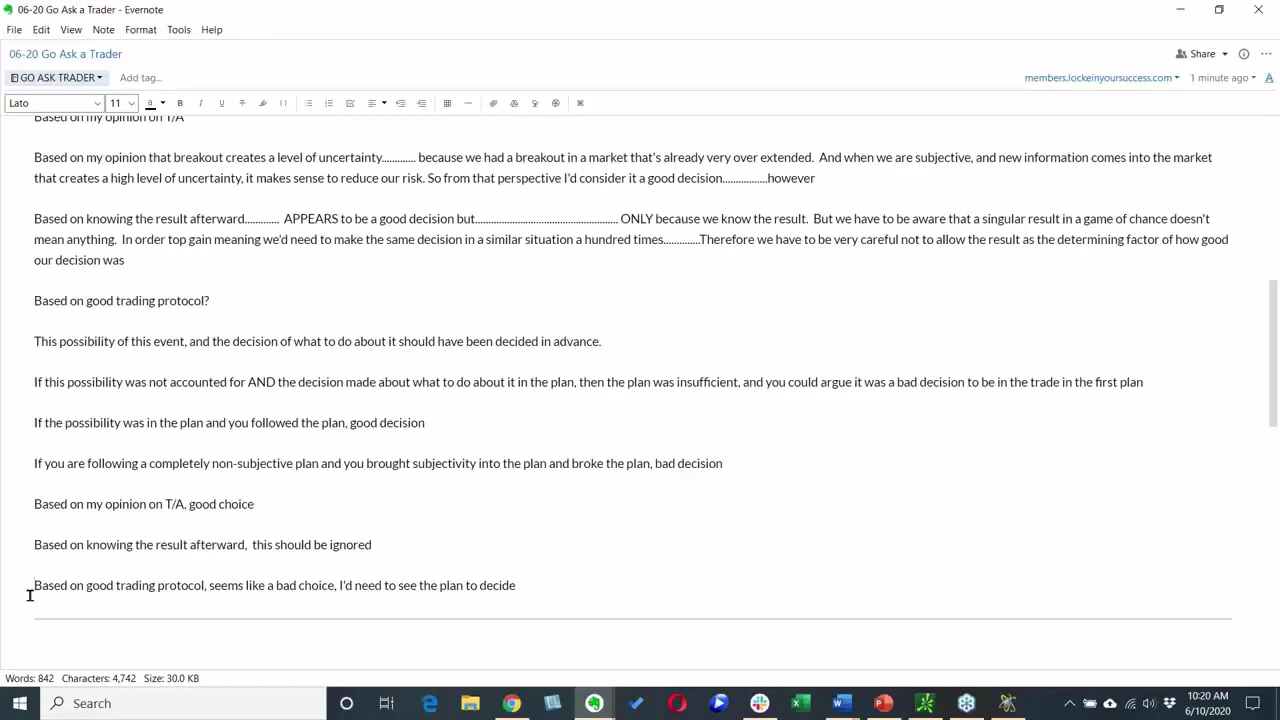 06-20 Go Ask a Trader - Evernote
File Edit View Note Format Tools Help
06-20 Go Ask a Trader
Share
GO ASK TRADER
Add tag...
members.lockeinyoursuccess.com
1 minute ago
Lato
11
Based on my opinion on T/A
Based on my opinion that breakout creates a level of uncertainty............. because we had a breakout in a market that's already very over extended. And when we are subjective, and new information comes into the market
that creates a high level of uncertainty, it makes sense to reduce our risk. So from that perspective I'd consider it a good decision.................however
Based on knowing the result afterward............. APPEARS to be a good decision but...................................................... ONLY because we know the result. But we have to be aware that a singular result in a game of chance doesn't
mean anything. In order top gain meaning we'd need to make the same decision in a similar situation a hundred times..............Therefore we have to be very careful not to allow the result as the determining factor of how good
our decision was
Based on good trading protocol?
This possibility of this event, and the decision of what to do about it should have been decided in advance.
If this possibility was not accounted for AND the decision made about what to do about it in the plan, then the plan was insufficient, and you could argue it was a bad decision to be in the trade in the first plan
If the possibility was in the plan and you followed the plan, good decision
If you are following a completely non-subjective plan and you brought subjectivity into the plan and broke the plan, bad decision
Based on my opinion on T/A, good choice
Based on knowing the result afterward, this should be ignored
Based on good trading protocol, seems like a bad choice, I'd need to see the plan to decide
Words: 842 Characters: 4,742 Size: 30.0 KB
Search
10:20 AM
6/10/2020